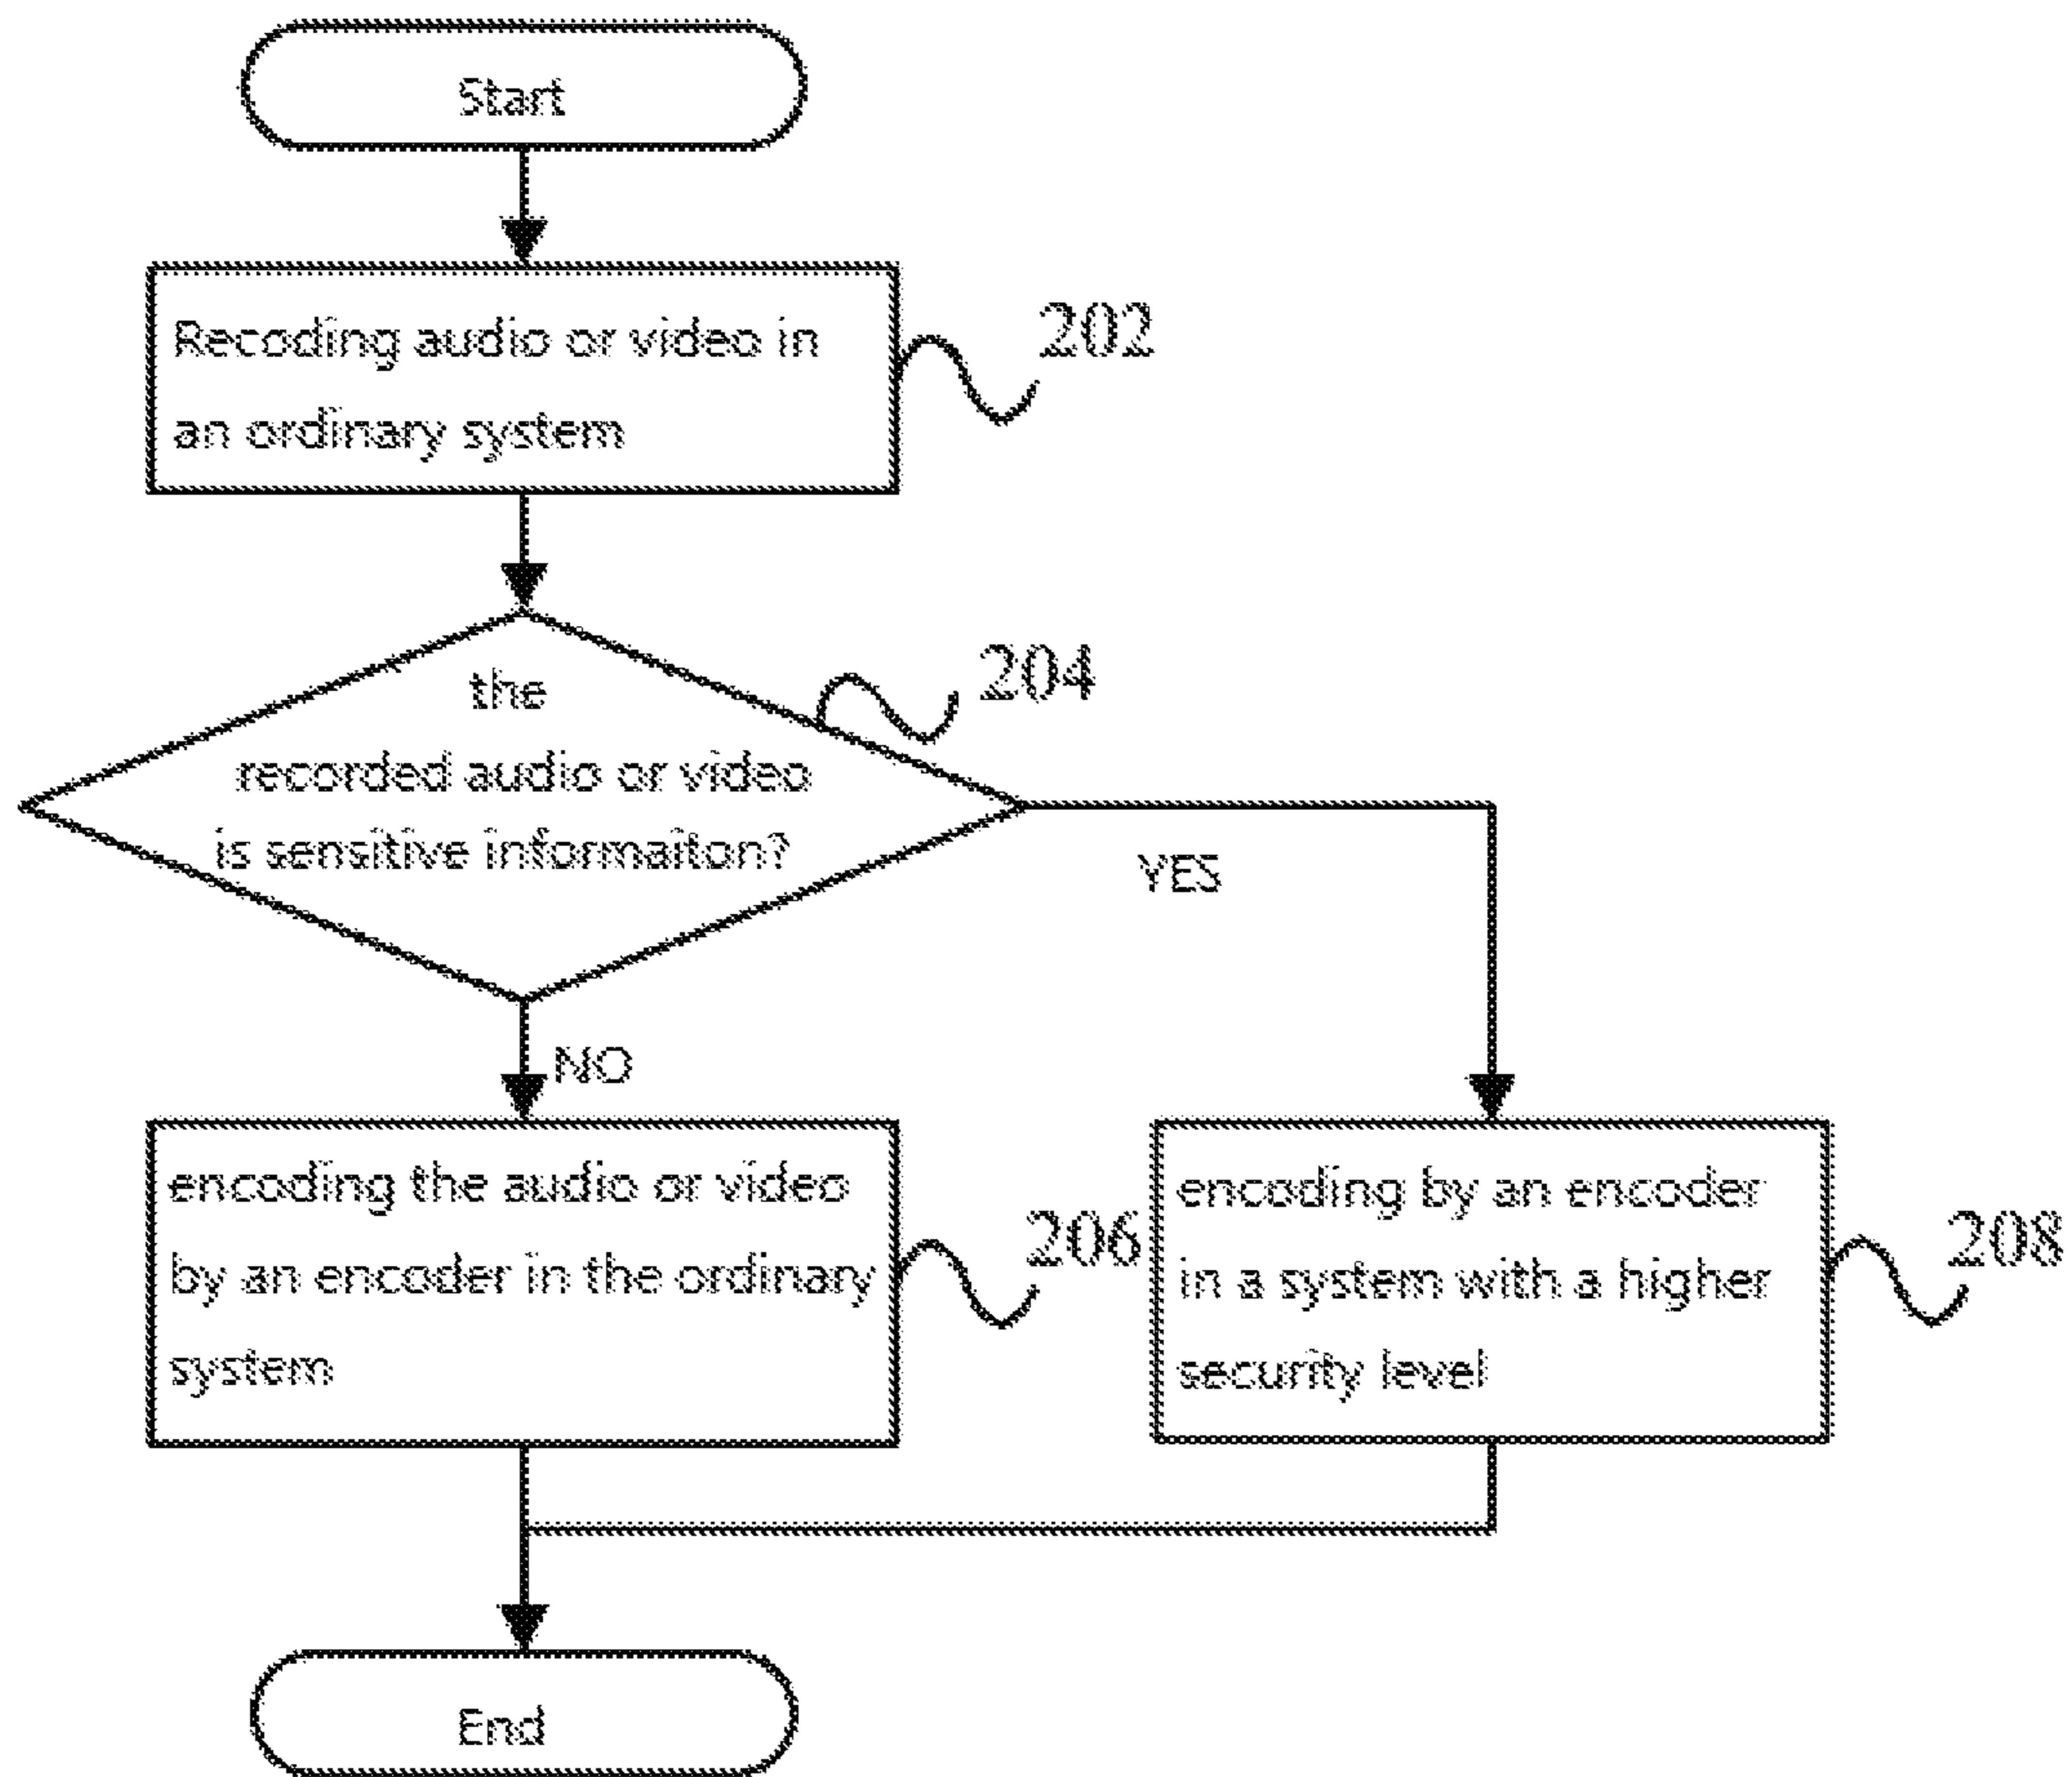 Start
Recoding audio or video in
an ordinary system
202
the
recorded audio or video
is sensitive informaiton?
204
YES
NO
encoding the audio or video
by an encoder in the ordinary
system
206
encoding by an encoder
in a system with a higher
security level
208
End